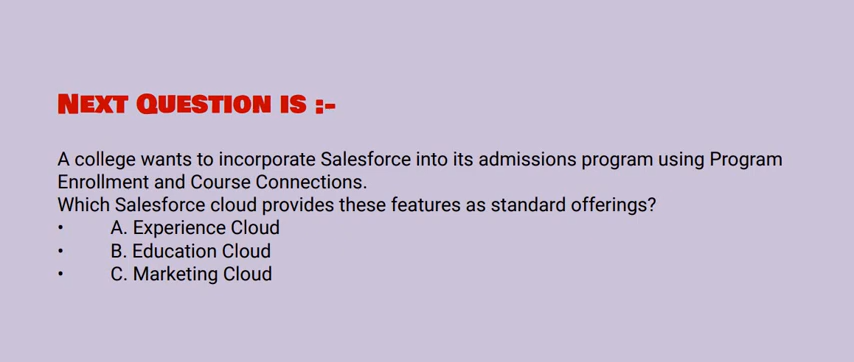 NEXT QUESTION IS :-
A college wants to incorporate Salesforce into its admissions program using Program
Enrollment and Course Connections.
Which Salesforce cloud provides these features as standard offerings?
• A. Experience Cloud
• B. Education Cloud
• C. Marketing Cloud